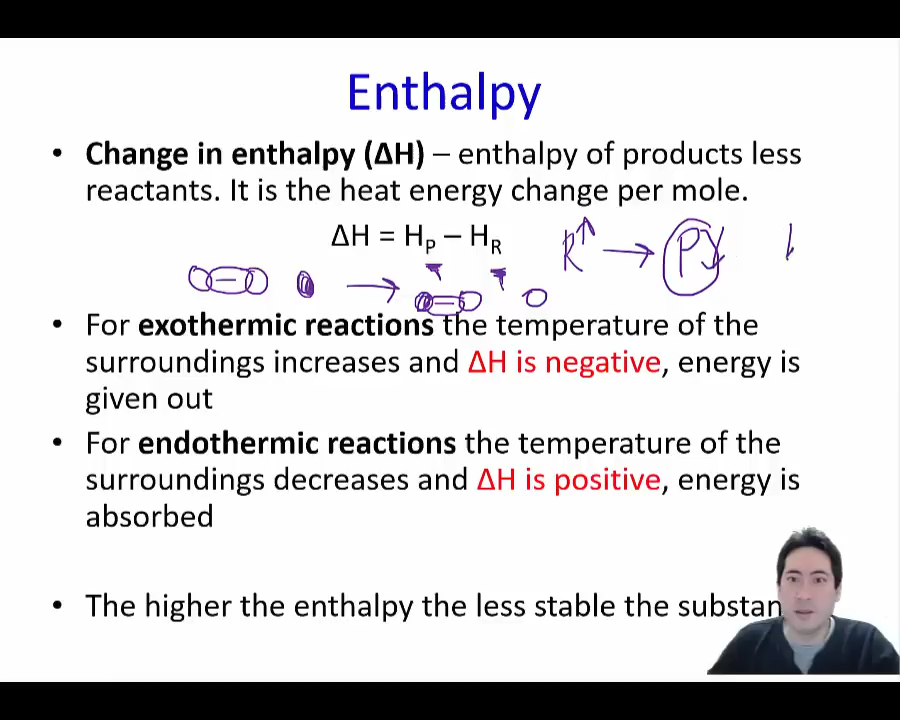 Enthalpy
• Change in enthalpy (ΔH) – enthalpy of products less
reactants. It is the heat energy change per mole.
ΔH = H_P – H_R R↑ → P↓
• For exothermic reactions the temperature of the
surroundings increases and ΔH is negative, energy is
given out
• For endothermic reactions the temperature of the
surroundings decreases and ΔH is positive, energy is
absorbed
• The higher the enthalpy the less stable the